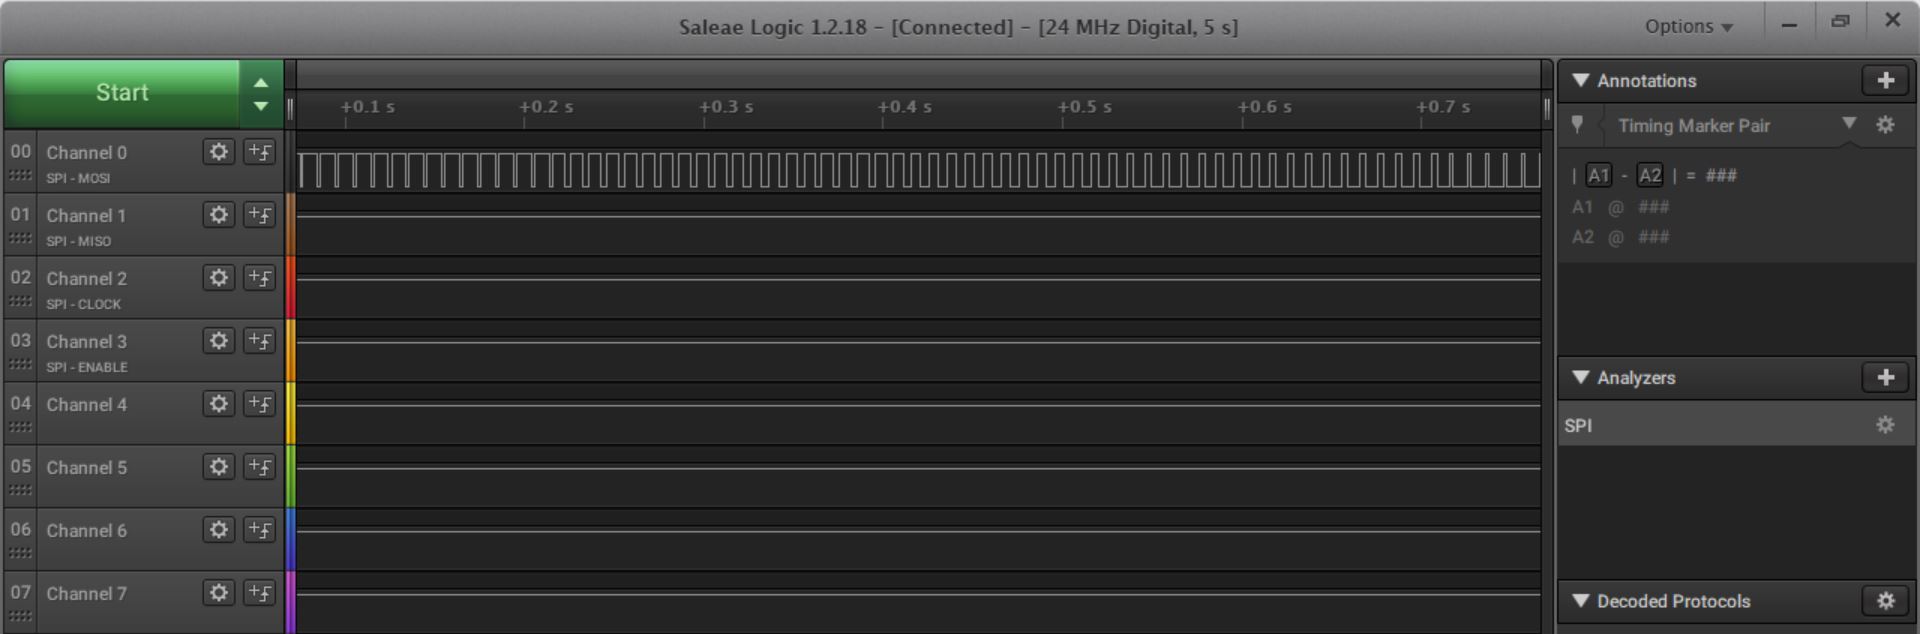 Saleae Logic 1.2.18 - [Connected] - [24 MHz Digital, 5 s]
Options
Start
+0.1 s +0.2 s +0.3 s +0.4 s +0.5 s +0.6 s +0.7 s
00 Channel 0
SPI - MOSI
01 Channel 1
SPI - MISO
02 Channel 2
SPI - CLOCK
03 Channel 3
SPI - ENABLE
04 Channel 4
05 Channel 5
06 Channel 6
07 Channel 7
Annotations
Timing Marker Pair
| A1 - A2 | = ###
A1 @ ###
A2 @ ###
Analyzers
SPI
Decoded Protocols